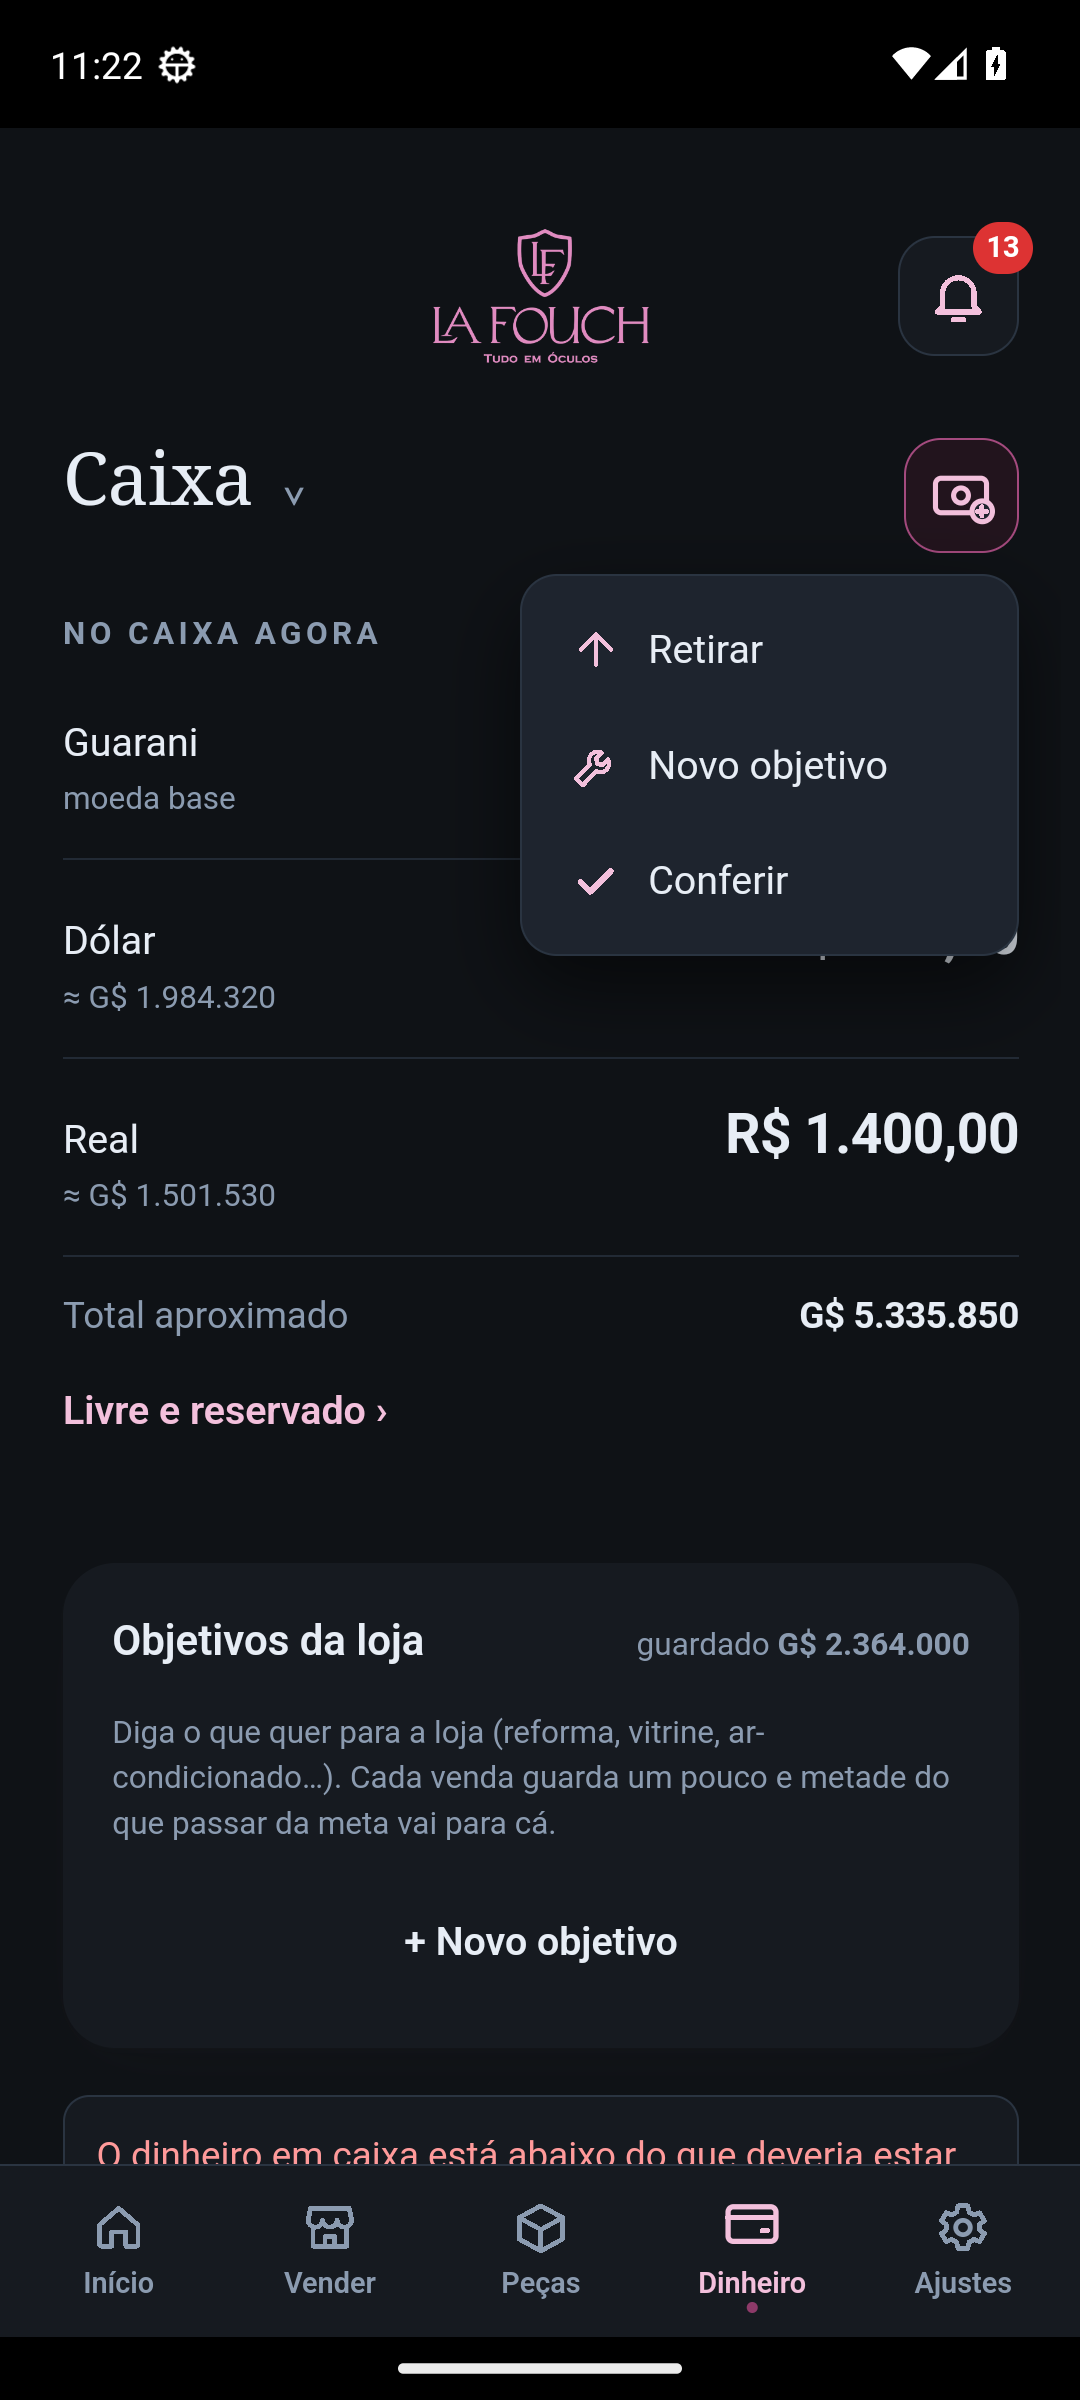 11:22
13
LF
LA FOUCH
TUDO EM ÓCULOS
Caixa
NO CAIXA AGORA
Retirar
Guarani
moeda base
Novo objetivo
Conferir
Dólar
≈ G$ 1.984.320
Real
R$ 1.400,00
≈ G$ 1.501.530
Total aproximado
G$ 5.335.850
Livre e reservado ›
Objetivos da loja
guardado G$ 2.364.000
Diga o que quer para a loja (reforma, vitrine, ar-
condicionado…). Cada venda guarda um pouco e metade do
que passar da meta vai para cá.
+ Novo objetivo
O dinheiro em caixa está abaixo do que deveria estar
Início
Vender
Peças
Dinheiro
Ajustes